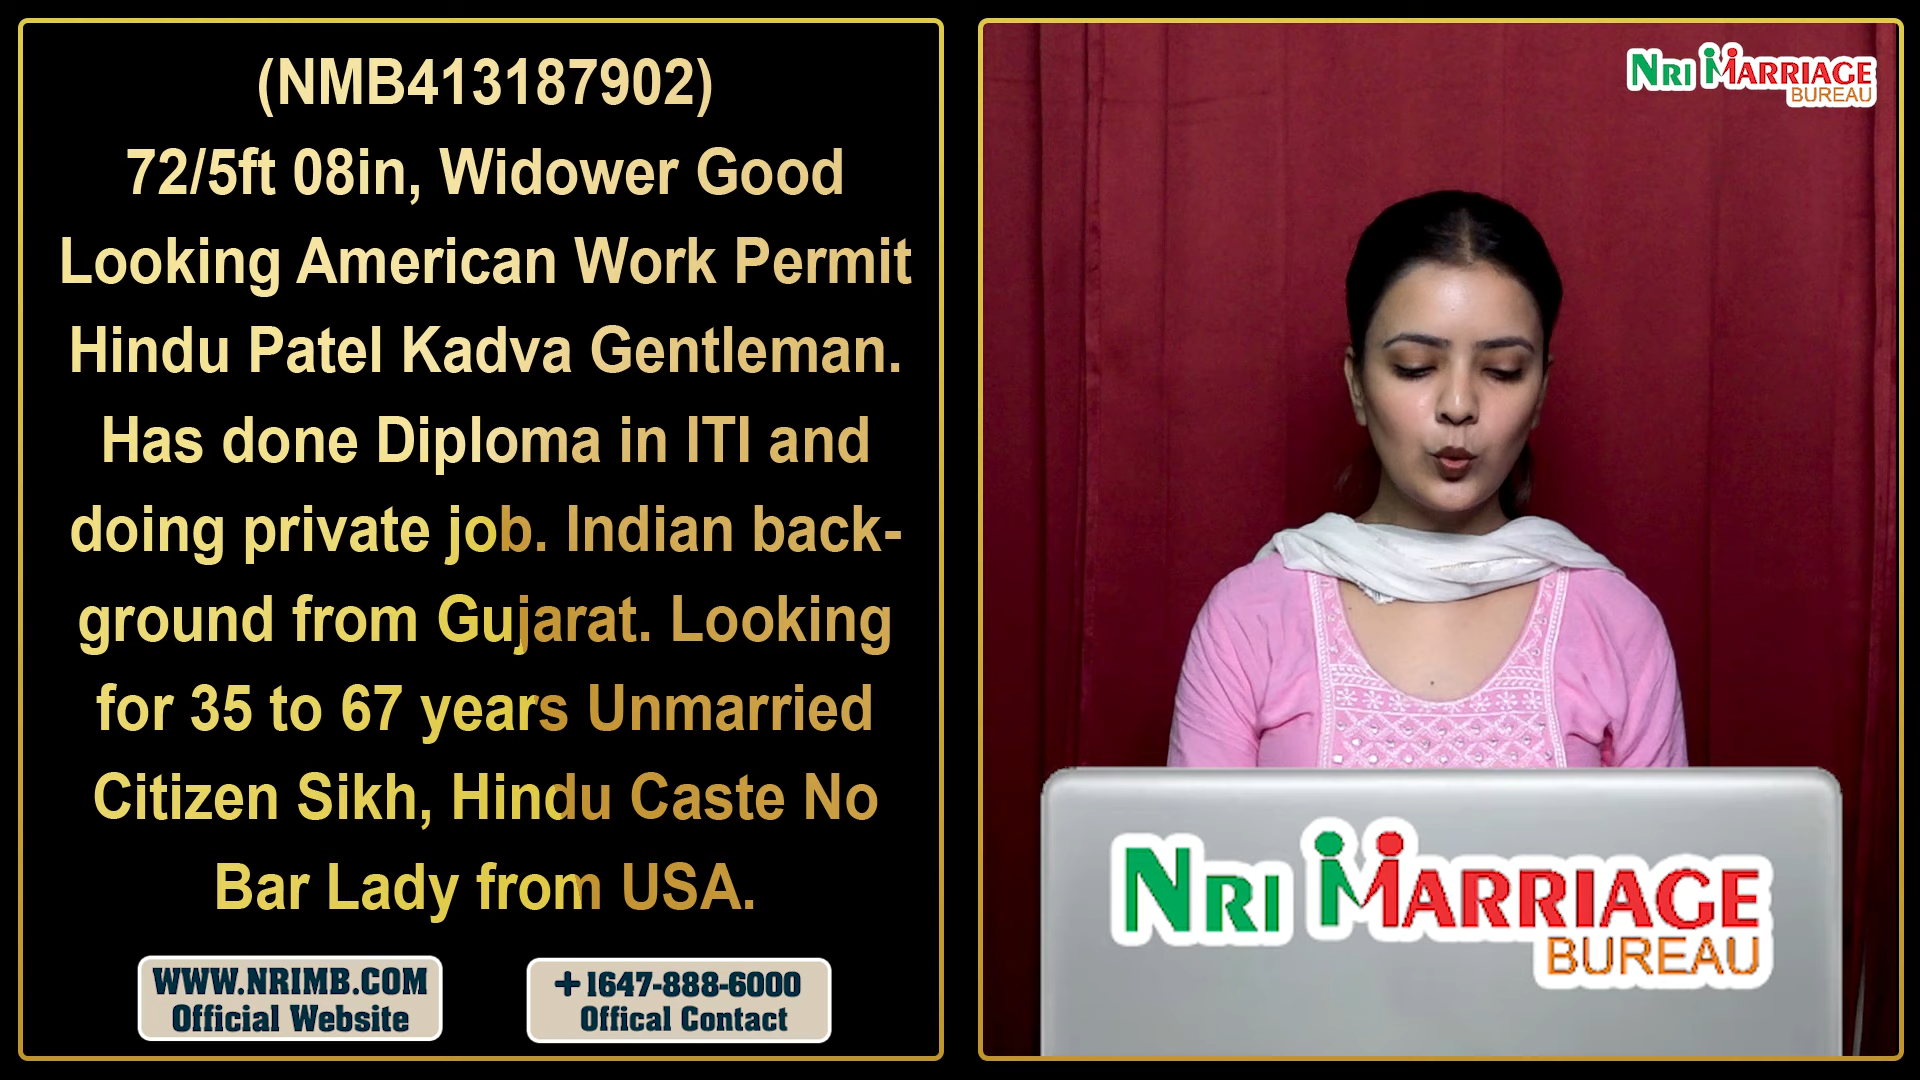 (NMB413187902)
72/5ft 08in, Widower Good
Looking American Work Permit
Hindu Patel Kadva Gentleman.
Has done Diploma in ITI and
doing private job. Indian back-
ground from Gujarat. Looking
for 35 to 67 years Unmarried
Citizen Sikh, Hindu Caste No
Bar Lady from USA.
WWW.NRIMB.COM
Official Website
+1647-888-6000
Offical Contact
NRI MARRIAGE
BUREAU
NRI MARRIAGE
BUREAU